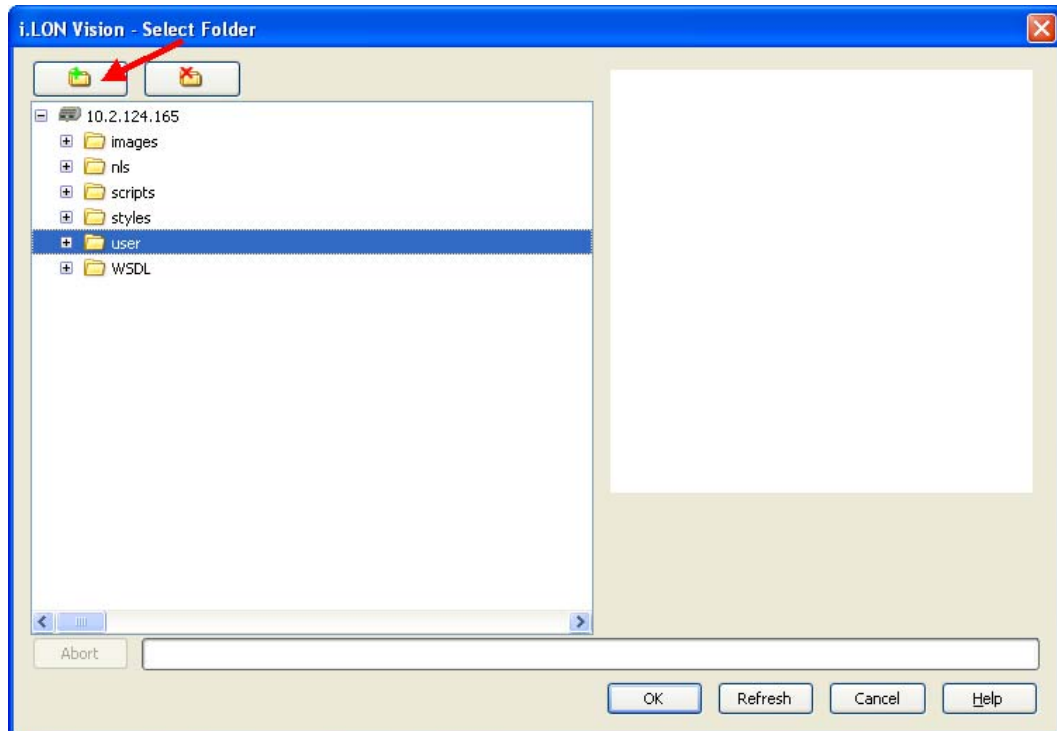 i.LON Vision - Select Folder
10.2.124.165
images
nls
scripts
styles
user
WSDL
Abort
OK Refresh Cancel Help